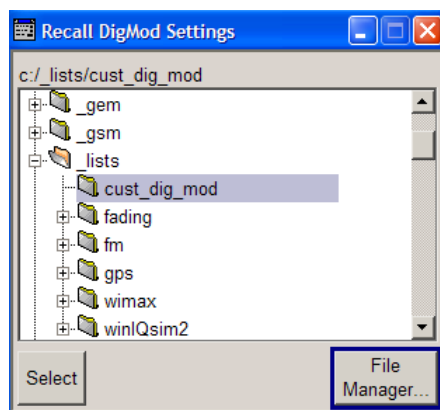 Recall DigMod Settings
c:/_lists/cust_dig_mod
_gem
_gsm
_lists
cust_dig_mod
fading
fm
gps
wimax
winIQsim2
Select
File
Manager...